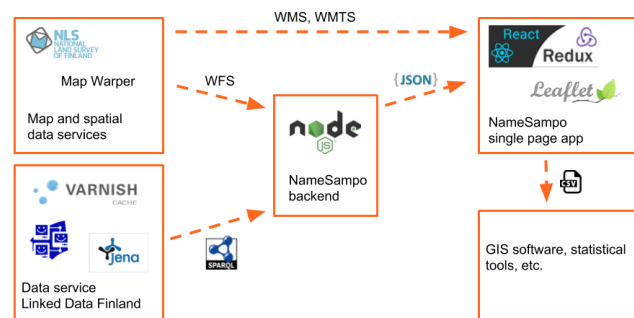 WMS, WMTS
NLS
NATIONAL
LAND SURVEY
OF FINLAND
Map Warper
Map and spatial
data services
WFS
{JSON}
React
Redux
Leaflet
NameSampo
single page app
node
JS
NameSampo
backend
CSV
VARNISH
CACHE
jena
SPARQL
Data service
Linked Data Finland
GIS software, statistical
tools, etc.